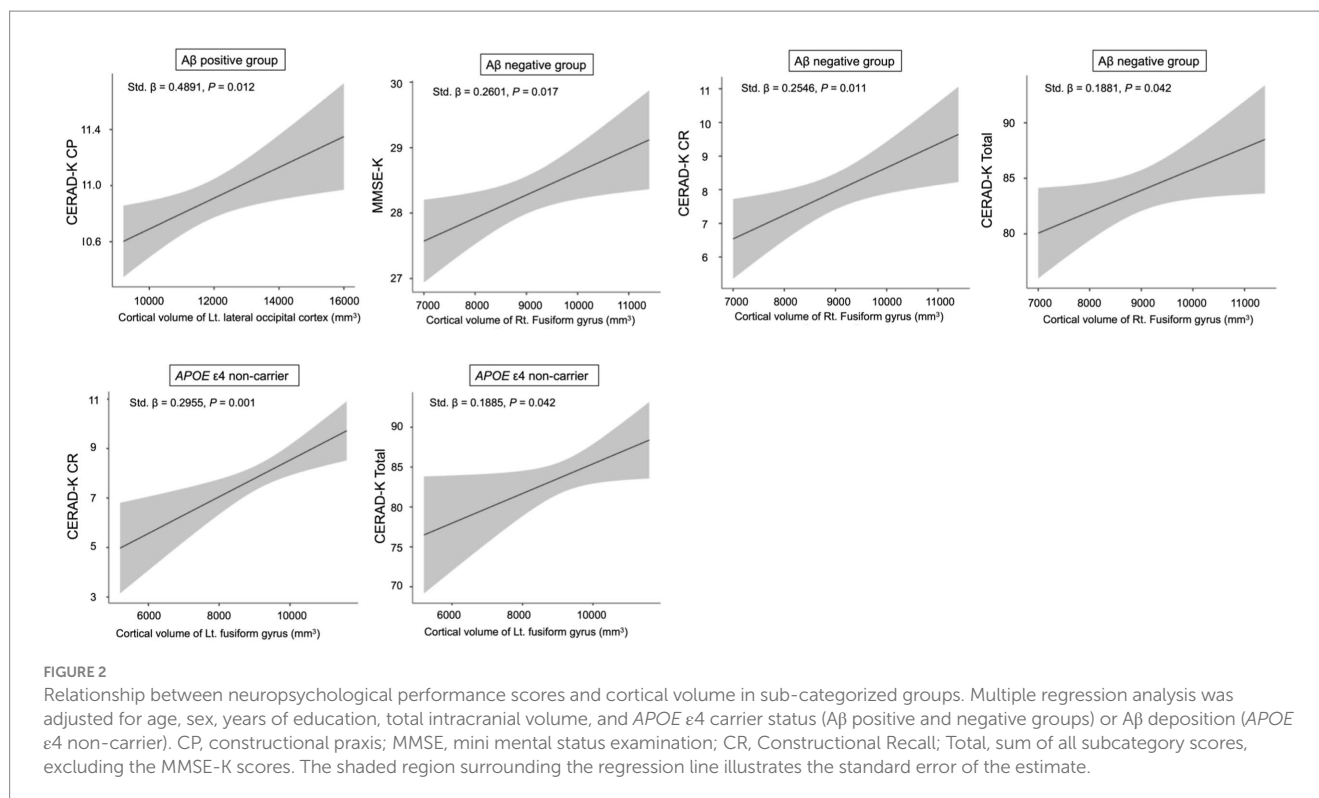 Aβ positive group
Std. β = 0.4891, P = 0.012
CERAD-K CP
11.4
11.0
10.6
10000 12000 14000 16000
Cortical volume of Lt. lateral occipital cortex (mm³)
Aβ negative group
Std. β = 0.2601, P = 0.017
MMSE-K
30
29
28
27
7000 8000 9000 10000 11000
Cortical volume of Rt. Fusiform gyrus (mm³)
Aβ negative group
Std. β = 0.2546, P = 0.011
CERAD-K CR
11
10
9
8
7
6
7000 8000 9000 10000 11000
Cortical volume of Rt. Fusiform gyrus (mm³)
Aβ negative group
Std. β = 0.1881, P = 0.042
CERAD-K Total
90
85
80
7000 8000 9000 10000 11000
Cortical volume of Rt. Fusiform gyrus (mm³)
APOE ε4 non-carrier
Std. β = 0.2955, P = 0.001
CERAD-K CR
11
9
7
5
3
6000 8000 10000
Cortical volume of Lt. fusiform gyrus (mm³)
APOE ε4 non-carrier
Std. β = 0.1885, P = 0.042
CERAD-K Total
90
85
80
75
70
6000 8000 10000
Cortical volume of Lt. fusiform gyrus (mm³)
FIGURE 2
Relationship between neuropsychological performance scores and cortical volume in sub-categorized groups. Multiple regression analysis was
adjusted for age, sex, years of education, total intracranial volume, and APOE ε4 carrier status (Aβ positive and negative groups) or Aβ deposition (APOE
ε4 non-carrier). CP, constructional praxis; MMSE, mini mental status examination; CR, Constructional Recall; Total, sum of all subcategory scores,
excluding the MMSE-K scores. The shaded region surrounding the regression line illustrates the standard error of the estimate.